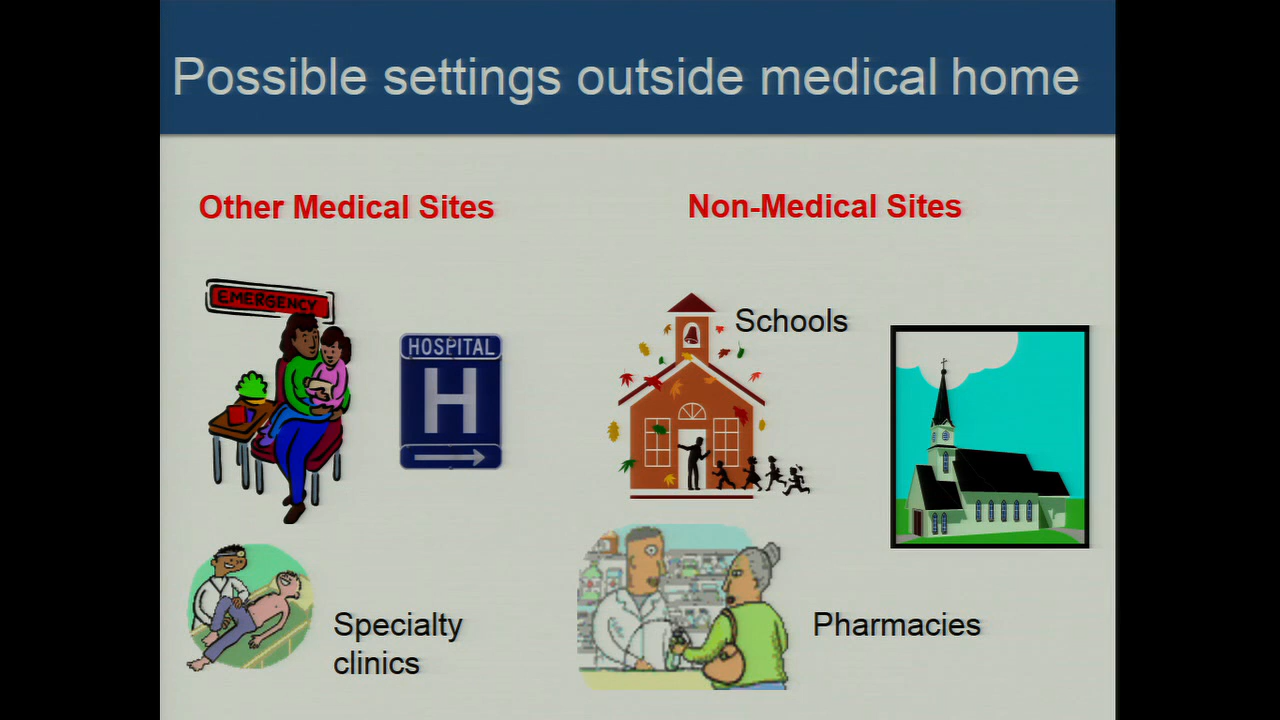 Possible settings outside medical home
Other Medical Sites
Non-Medical Sites
EMERGENCY
HOSPITAL
H
Schools
Specialty
clinics
Pharmacies